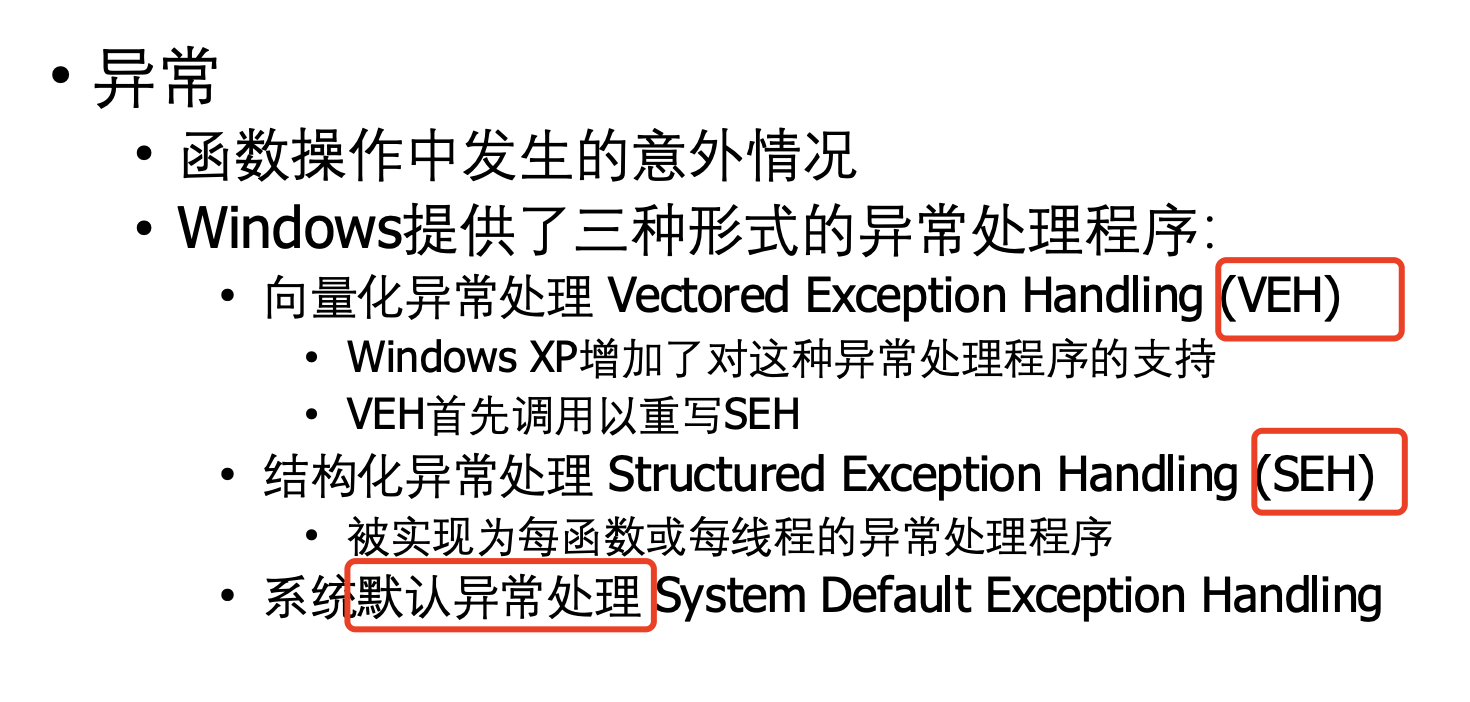 • 异常
• 函数操作中发生的意外情况
• Windows提供了三种形式的异常处理程序:
• 向量化异常处理 Vectored Exception Handling (VEH)
• Windows XP增加了对这种异常处理程序的支持
• VEH首先调用以重写SEH
• 结构化异常处理 Structured Exception Handling (SEH)
• 被实现为每函数或每线程的异常处理程序
• 系统默认异常处理 System Default Exception Handling